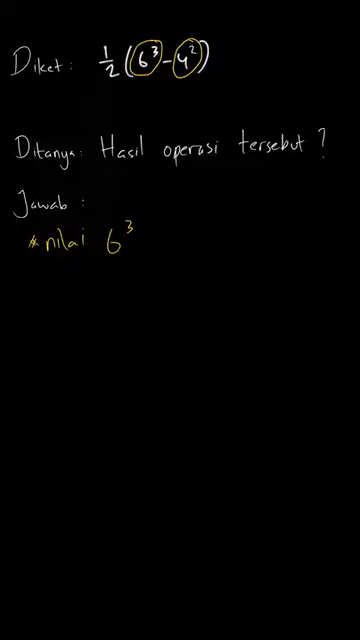 Diket: ½ (6³ - 4²)
Ditanya: Hasil operasi tersebut ?
Jawab :
* nilai 6³